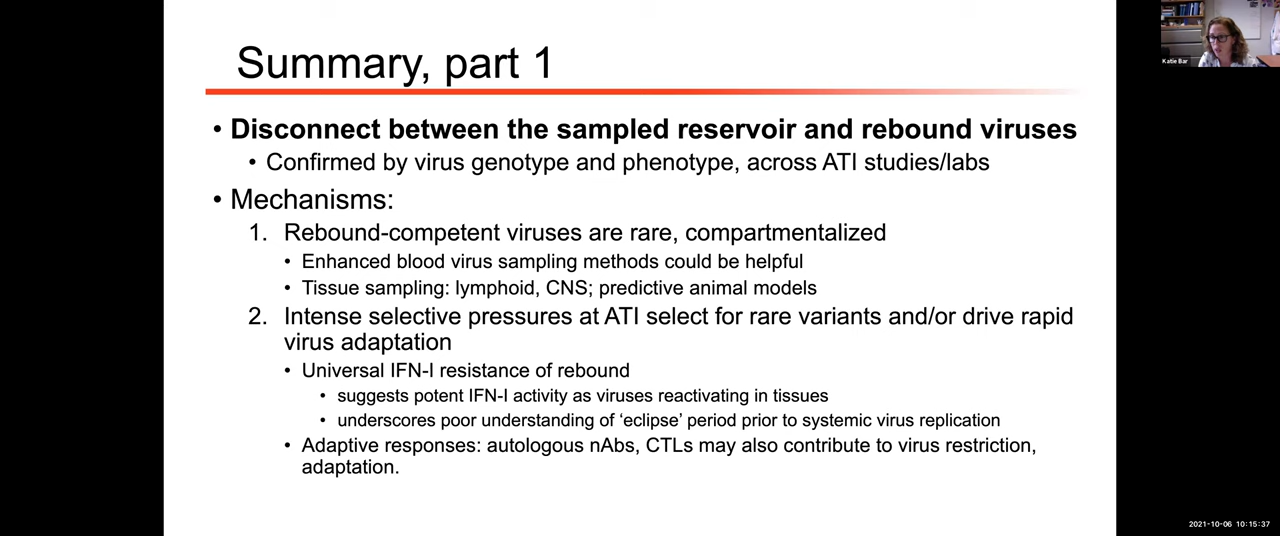 Summary, part 1
Katie Bar
• Disconnect between the sampled reservoir and rebound viruses
• Confirmed by virus genotype and phenotype, across ATI studies/labs
• Mechanisms:
1. Rebound-competent viruses are rare, compartmentalized
• Enhanced blood virus sampling methods could be helpful
• Tissue sampling: lymphoid, CNS; predictive animal models
2. Intense selective pressures at ATI select for rare variants and/or drive rapid
virus adaptation
• Universal IFN-I resistance of rebound
• suggests potent IFN-I activity as viruses reactivating in tissues
• underscores poor understanding of ‘eclipse’ period prior to systemic virus replication
• Adaptive responses: autologous nAbs, CTLs may also contribute to virus restriction,
adaptation.
2021-10-06 10:15:37